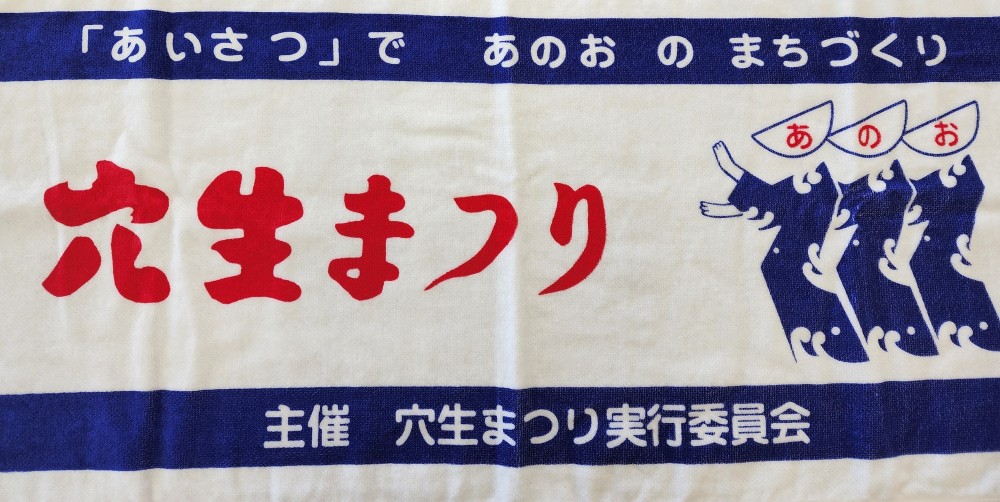 「あいさつ」で あのお の まちづくり
あ の お
穴生まつり
主催 穴生まつり実行委員会